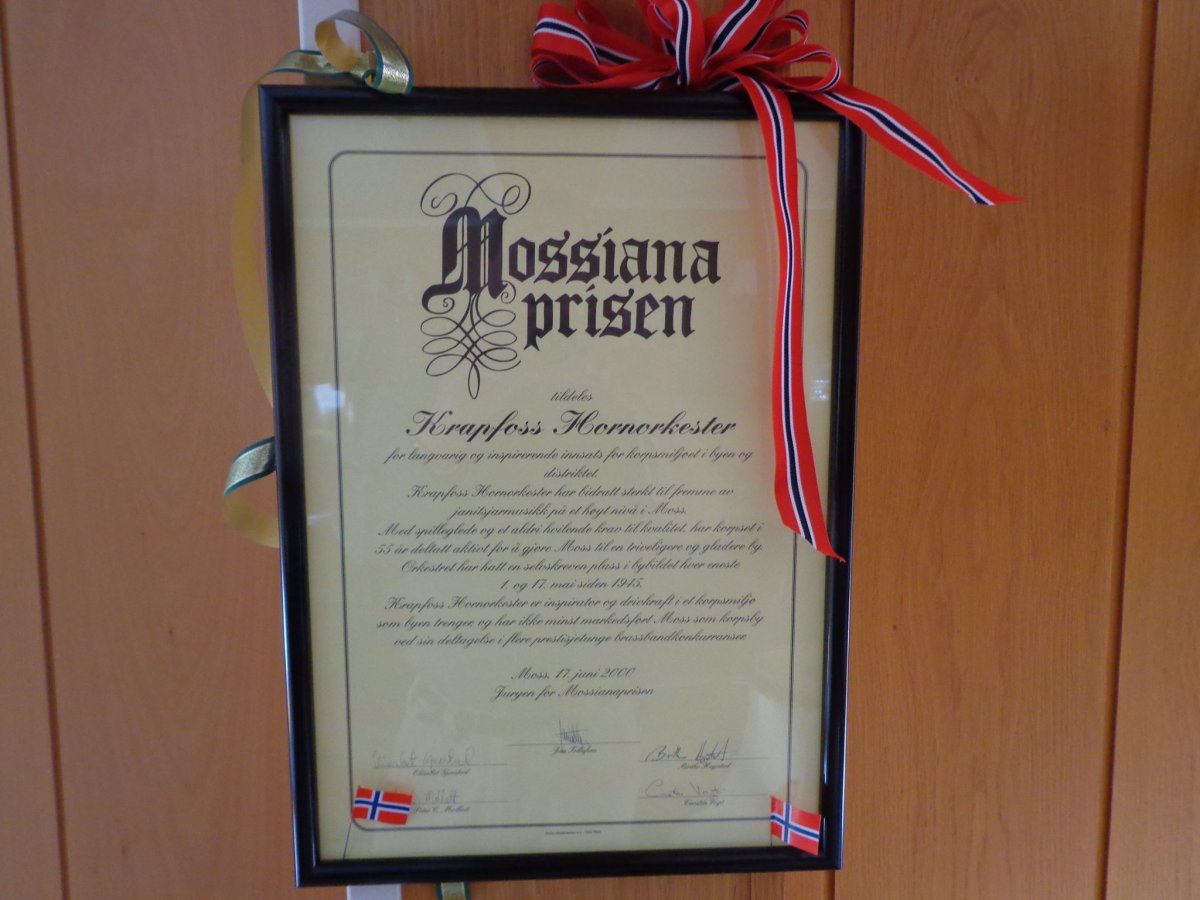 Mossiana
prisen
tildeles
Krapfoss Hornorkester
for langvarig og inspirerende innsats for korpsmiljøet i byen og
distriktet.
Krapfoss Hornorkester har bidratt sterkt til fremme av
janitsjarmusikk på et høyt nivå i Moss.
Med spilleglede og et aldri hvilende krav til kvalitet, har korpset i
55 år deltatt aktivt for å gjøre Moss til en triveligere og gladere by.
Orkestret har hatt en selvskreven plass i bybildet hver eneste
1. og 17. mai siden 1945.
Krapfoss Hornorkester er inspirator og drivkraft i et korpsmiljø
som byen trenger, og har ikke minst markedsført Moss som korpsby
ved sin deltagelse i flere prestisjetunge brassbandkonkurranser.
Moss, 17. juni 2000
Juryen for Mossianaprisen